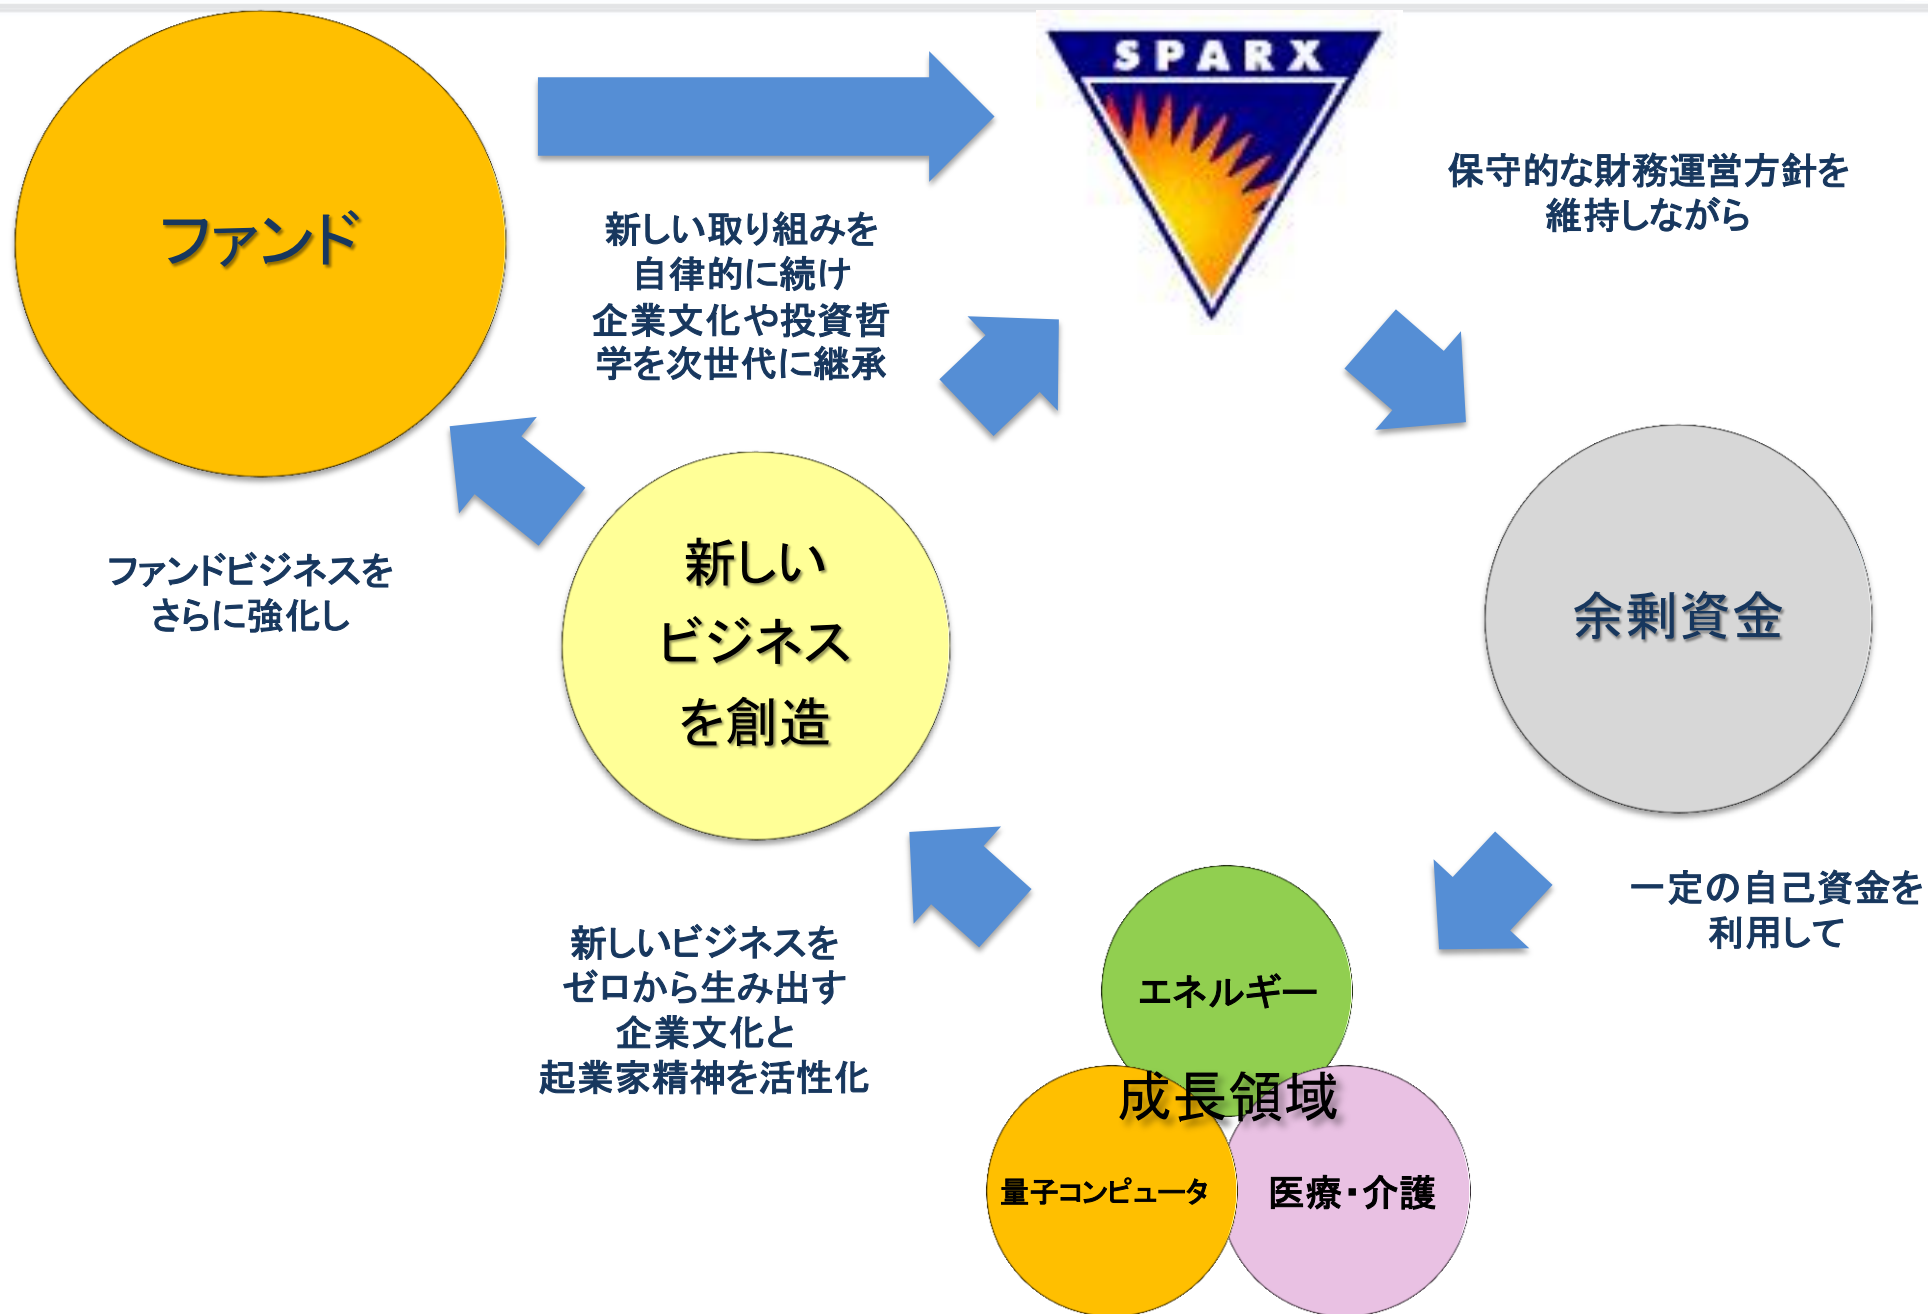 SPARX
保守的な財務運営方針を
維持しながら
ファンド
新しい取り組みを
自律的に続け
企業文化や投資哲
学を次世代に継承
ファンドビジネスを
さらに強化し
新しい
ビジネス
を創造
余剰資金
一定の自己資金を
利用して
新しいビジネスを
ゼロから生み出す
企業文化と
起業家精神を活性化
エネルギー
成長領域
量子コンピュータ
医療・介護